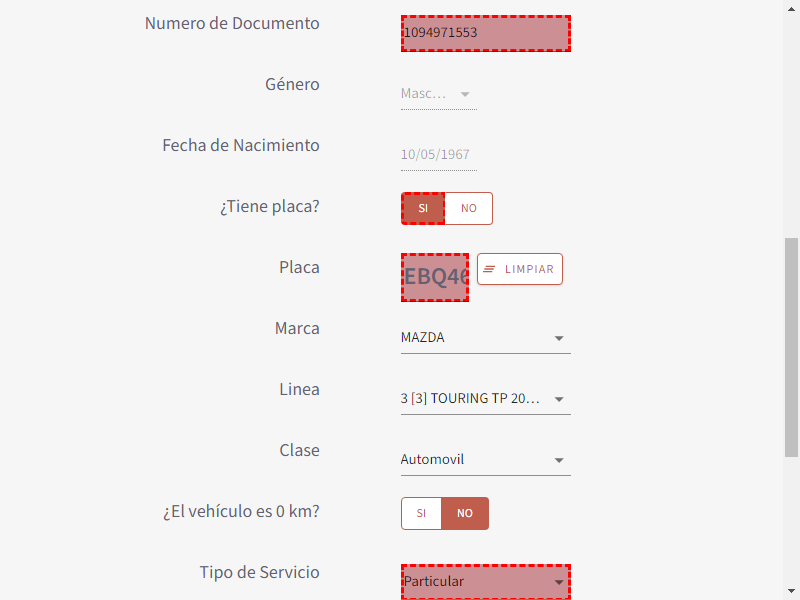 Numero de Documento
1094971553
Género
Masc...
Fecha de Nacimiento
10/05/1967
¿Tiene placa?
SI NO
Placa
EBQ46
LIMPIAR
Marca
MAZDA
Linea
3 [3] TOURING TP 20...
Clase
Automovil
¿El vehículo es 0 km?
SI NO
Tipo de Servicio
Particular